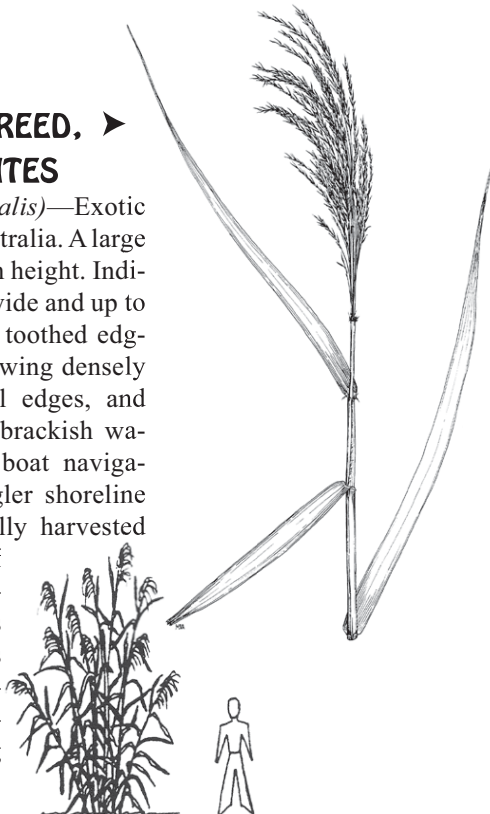 REED, ➤
ITES
alis)—Exotic
tralia. A large
n height. Indi-
vide and up to
toothed edg-
wing densely
l edges, and
brackish wa-
boat naviga-
gler shoreline
lly harvested